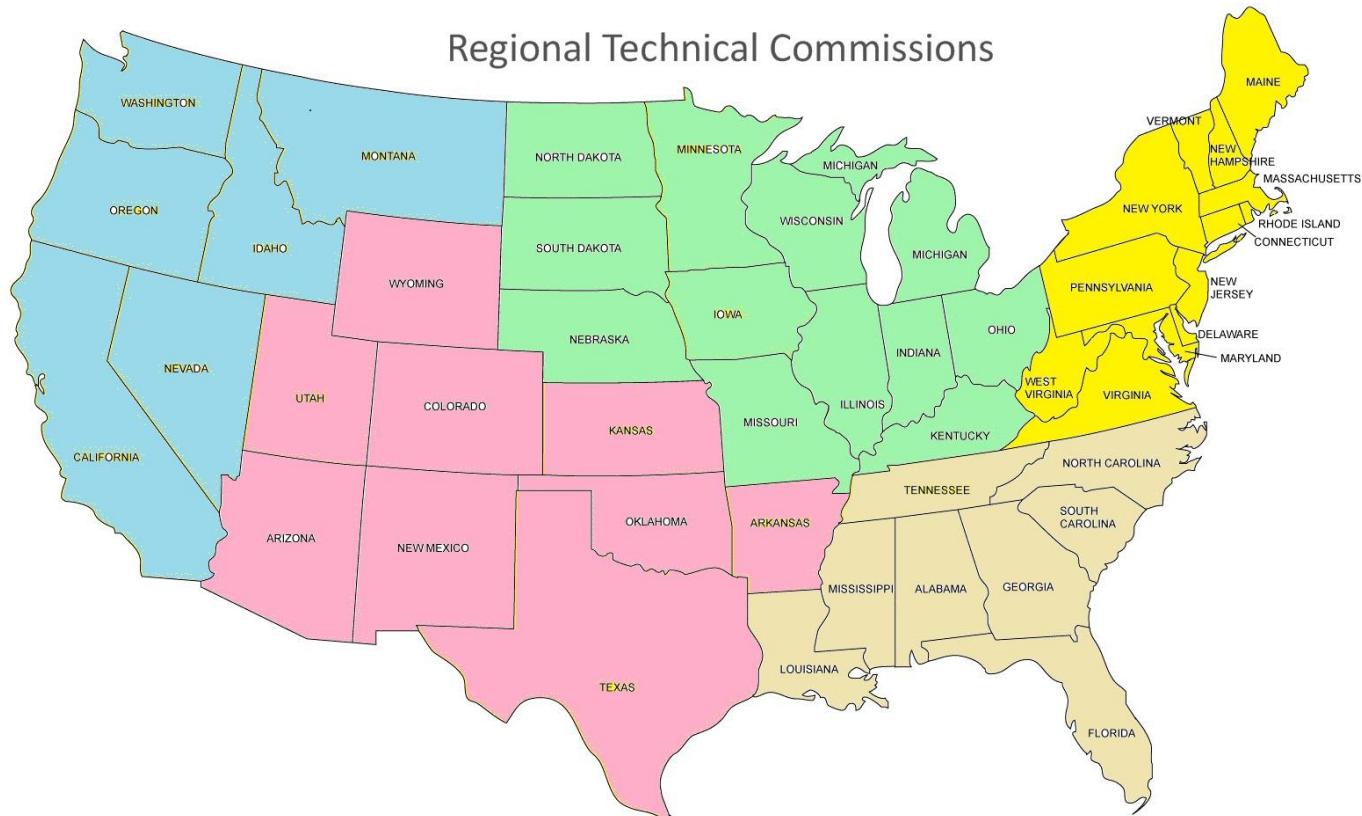 Regional Technical Commissions
MAINE
WASHINGTON
VERMONT
MONTANA
NORTH DAKOTA
MINNESOTA
NEW
HAMPSHIRE
MICHIGAN
MASSACHUSETTS
OREGON
NEW YORK
WISCONSIN
RHODE ISLAND
CONNECTICUT
IDAHO
SOUTH DAKOTA
MICHIGAN
WYOMING
PENNSYLVANIA
NEW
JERSEY
IOWA
OHIO
DELAWARE
NEBRASKA
MARYLAND
INDIANA
NEVADA
WEST
VIRGINIA
VIRGINIA
UTAH
COLORADO
ILLINOIS
MISSOURI
KANSAS
KENTUCKY
CALIFORNIA
NORTH CAROLINA
TENNESSEE
SOUTH
CAROLINA
OKLAHOMA
ARKANSAS
ARIZONA
NEW MEXICO
MISSISSIPPI
ALABAMA
GEORGIA
LOUISIANA
TEXAS
FLORIDA